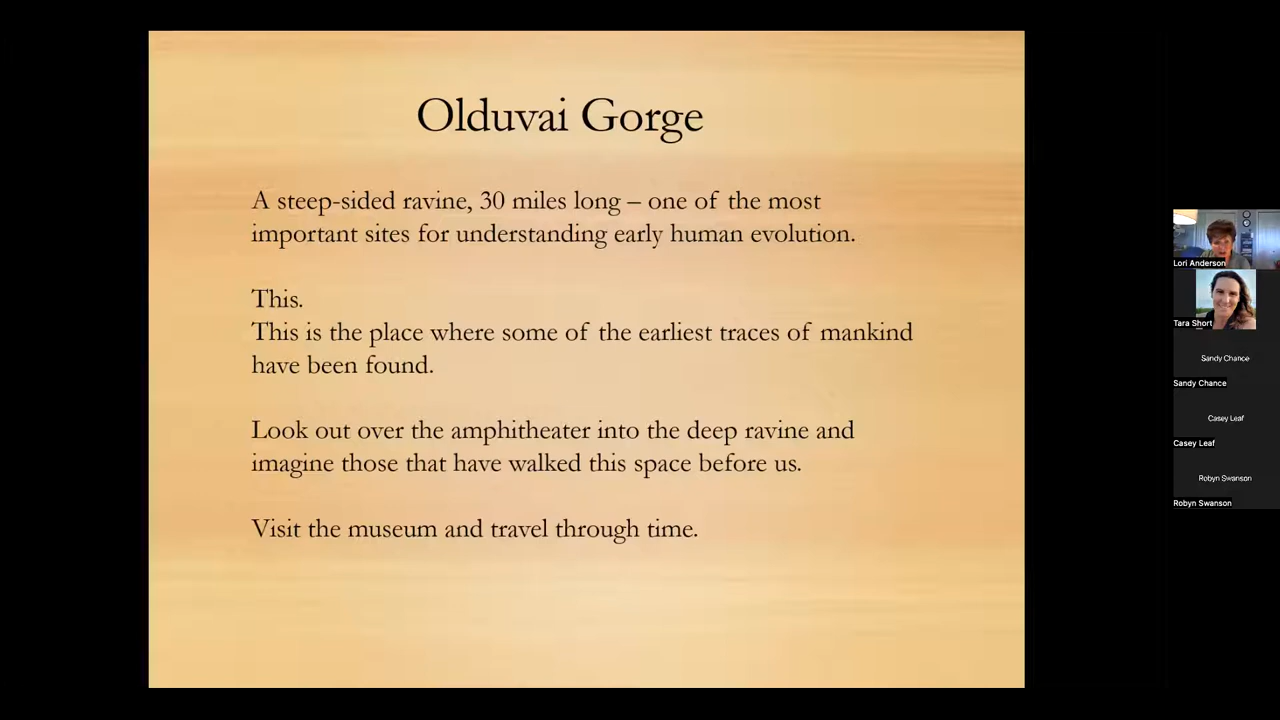 Olduvai Gorge
A steep-sided ravine, 30 miles long – one of the most
important sites for understanding early human evolution.
This.
This is the place where some of the earliest traces of mankind
have been found.
Look out over the amphitheater into the deep ravine and
imagine those that have walked this space before us.
Visit the museum and travel through time.
Lori Anderson
Tara Short
Sandy Chance
Sandy Chance
Casey Leaf
Casey Leaf
Robyn Swanson
Robyn Swanson